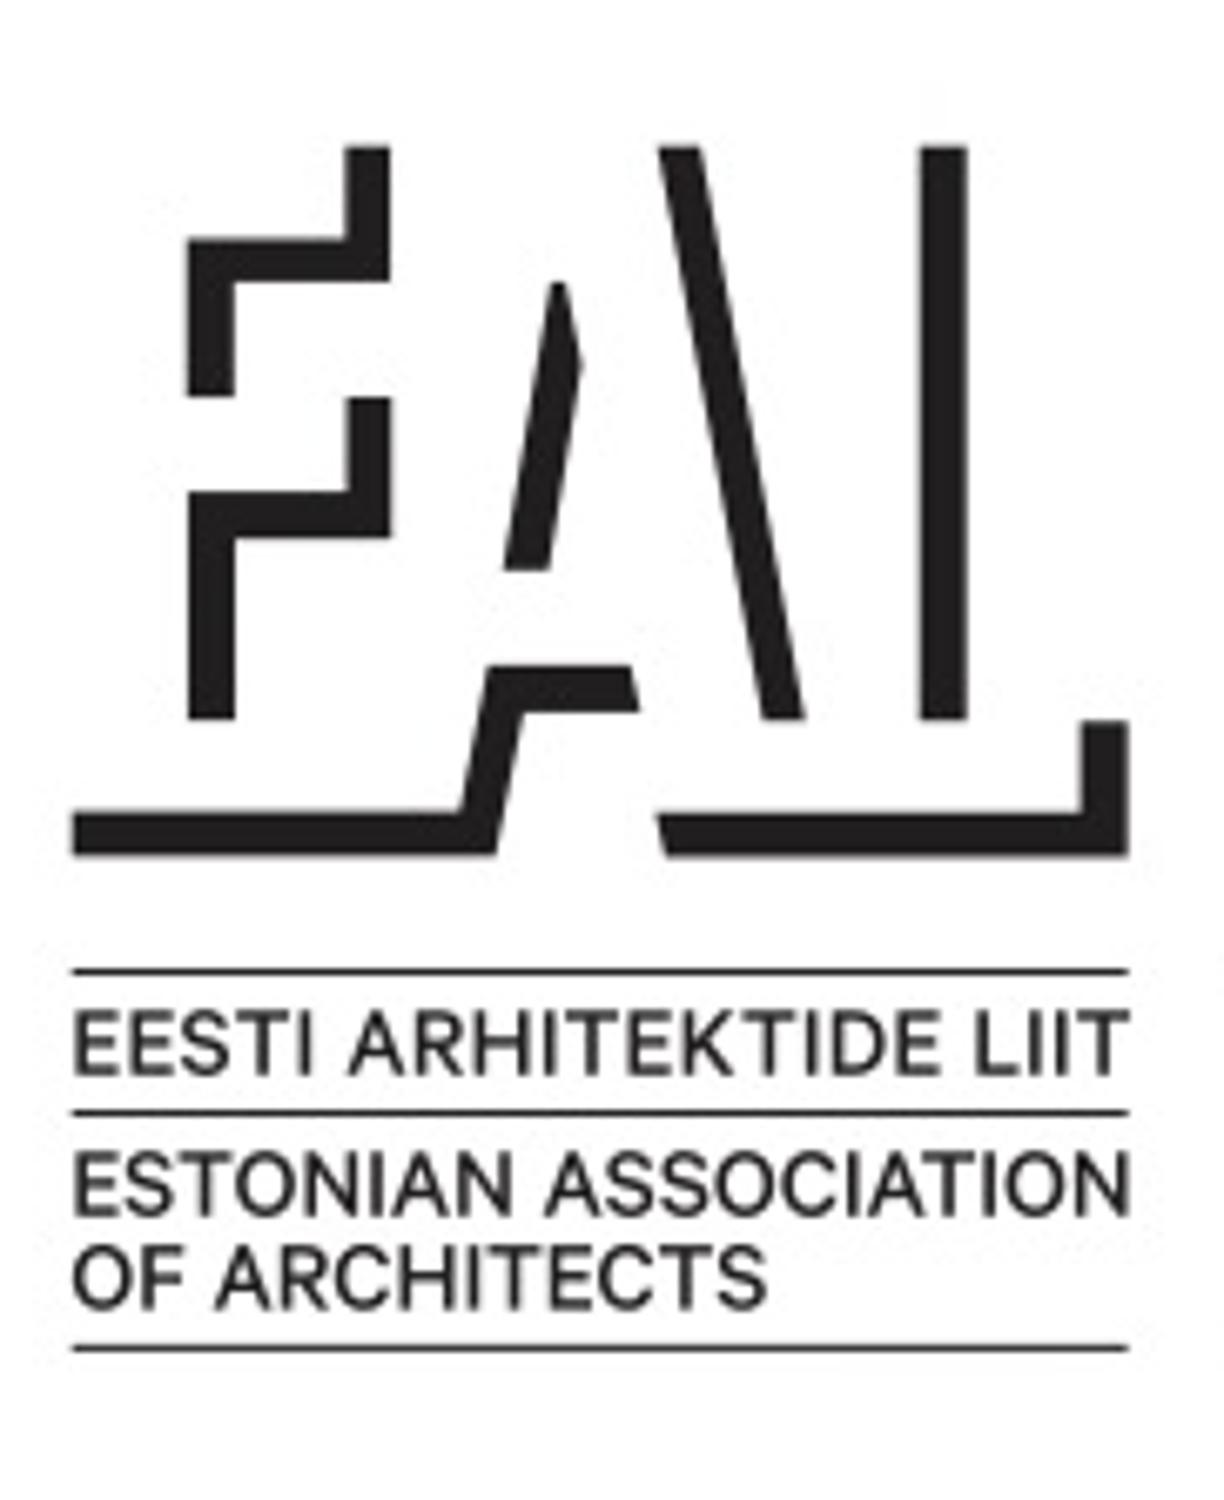 EAL
EESTI ARHITEKTIDE LIIT
ESTONIAN ASSOCIATION
OF ARCHITECTS